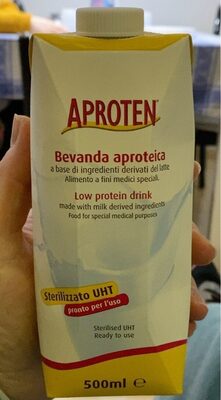 APROTEN
Bevanda aproteica
a base di ingredienti derivati del latte
Alimento a fini medici speciali.
Low protein drink
made with milk derived ingredients
Food for special medical purposes
Sterilizzato UHT
pronto per l'uso
Sterilised UHT
Ready to use
500ml e